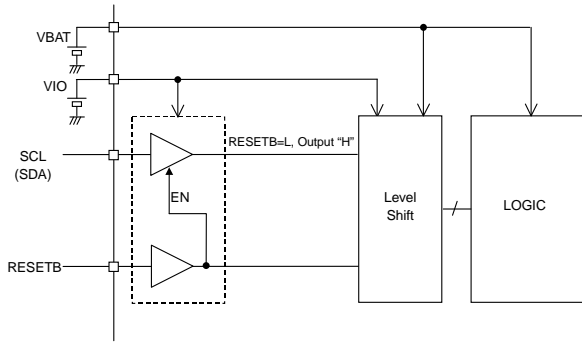 VBAT
VIO
SCL
(SDA)
RESETB=L, Output “H”
EN
Level
Shift
LOGIC
RESETB